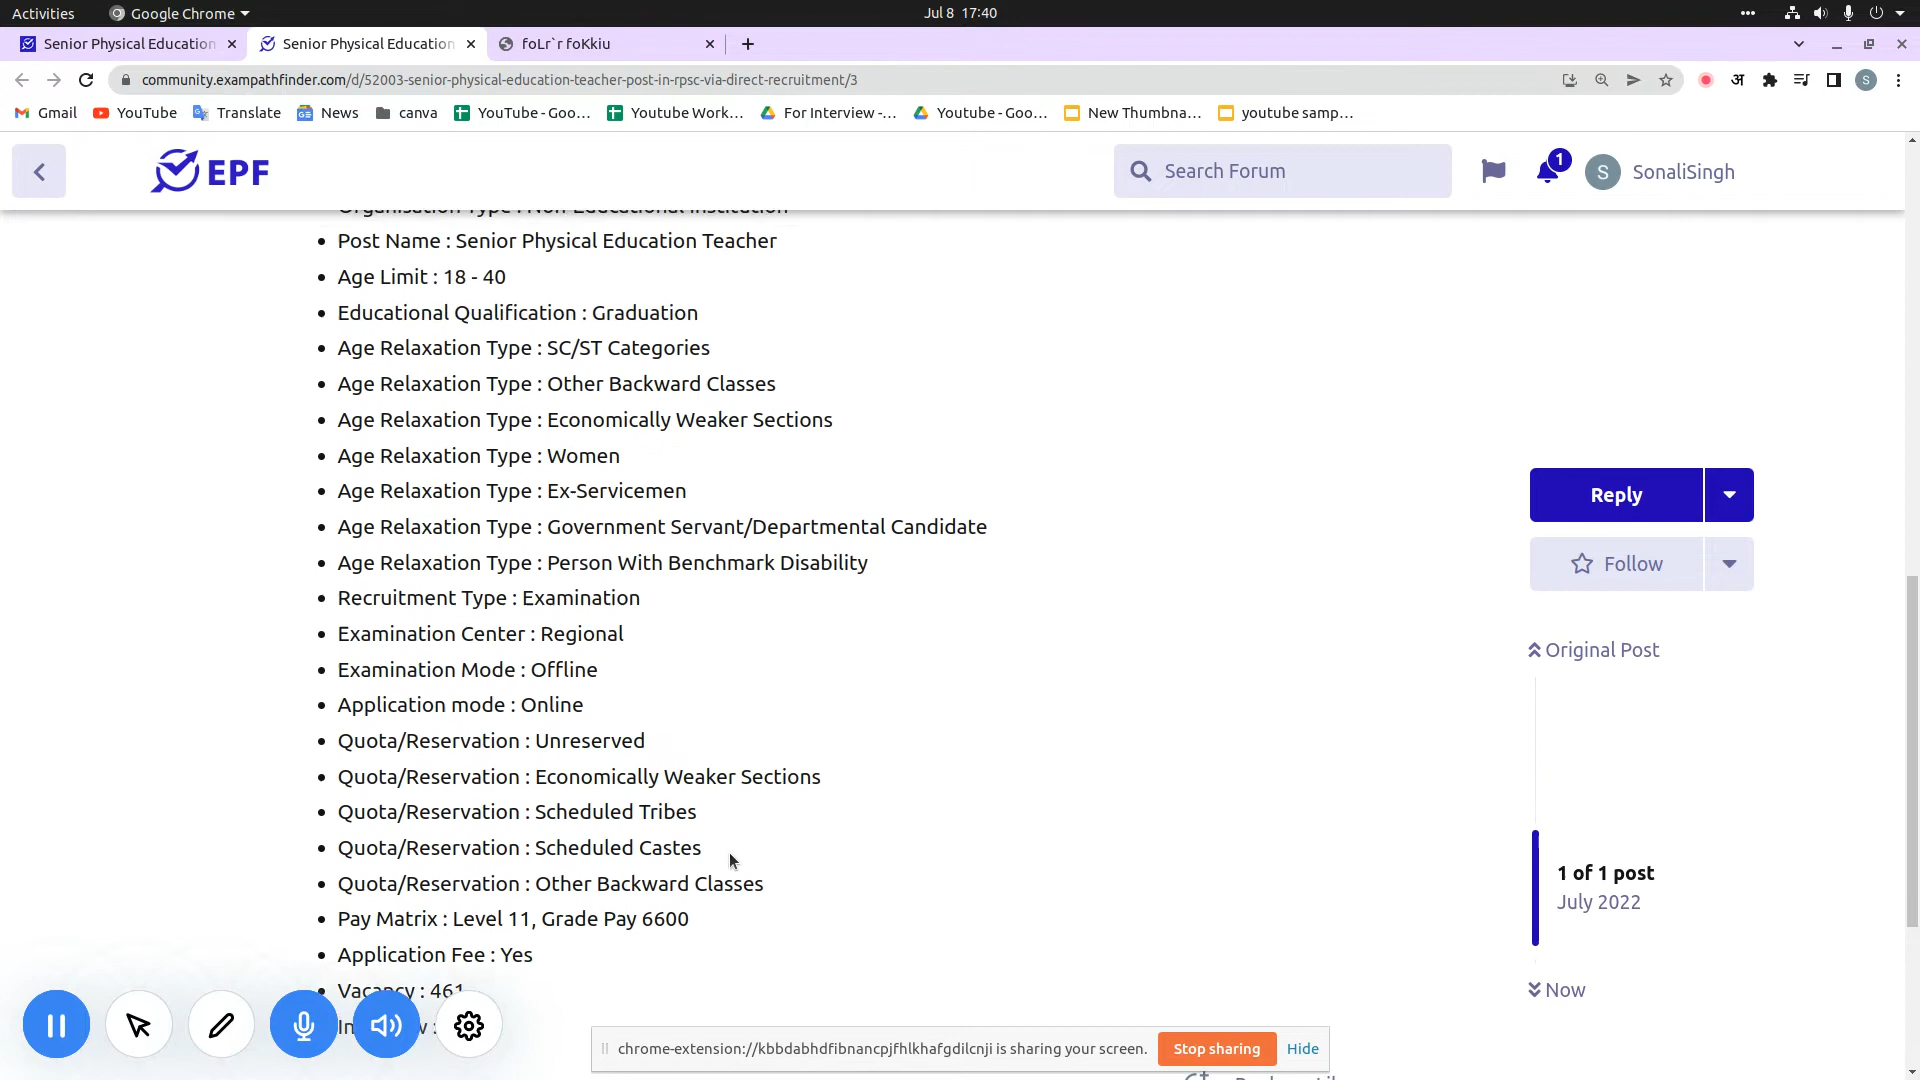 Activities Google Chrome Jul 8 17:40
Senior Physical Education Senior Physical Education foLr`r foKkiu
community.exampathfinder.com/d/52003-senior-physical-education-teacher-post-in-rpsc-via-direct-recruitment/3 अ S
Gmail YouTube Translate News canva YouTube - Goo... Youtube Work... For Interview -... Youtube - Goo... New Thumbna... youtube samp...
EPF Search Forum 1 S SonaliSingh
Organisation Type : Non-Educational Institution
• Post Name : Senior Physical Education Teacher
• Age Limit : 18 - 40
• Educational Qualification : Graduation
• Age Relaxation Type : SC/ST Categories
• Age Relaxation Type : Other Backward Classes
• Age Relaxation Type : Economically Weaker Sections
• Age Relaxation Type : Women
• Age Relaxation Type : Ex-Servicemen
• Age Relaxation Type : Government Servant/Departmental Candidate
• Age Relaxation Type : Person With Benchmark Disability
• Recruitment Type : Examination
• Examination Center : Regional
• Examination Mode : Offline
• Application mode : Online
• Quota/Reservation : Unreserved
• Quota/Reservation : Economically Weaker Sections
• Quota/Reservation : Scheduled Tribes
• Quota/Reservation : Scheduled Castes
• Quota/Reservation : Other Backward Classes
• Pay Matrix : Level 11, Grade Pay 6600
• Application Fee : Yes
• Vacancy : 461
Reply
Follow
Original Post
1 of 1 post
July 2022
Now
chrome-extension://kbbdabhdfibnancpjfhlkhafgdilcnji is sharing your screen. Stop sharing Hide